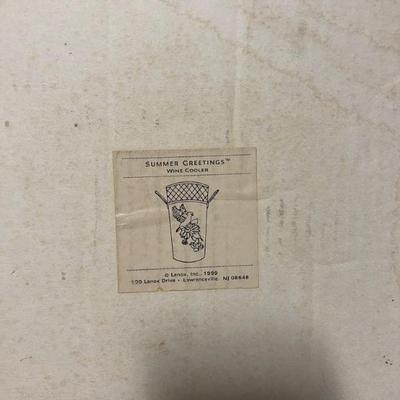 SUMMER GREETINGS™
WINE COOLER
© Lenox, Inc. 1999
100 Lenox Drive • Lawrenceville, NJ 08648